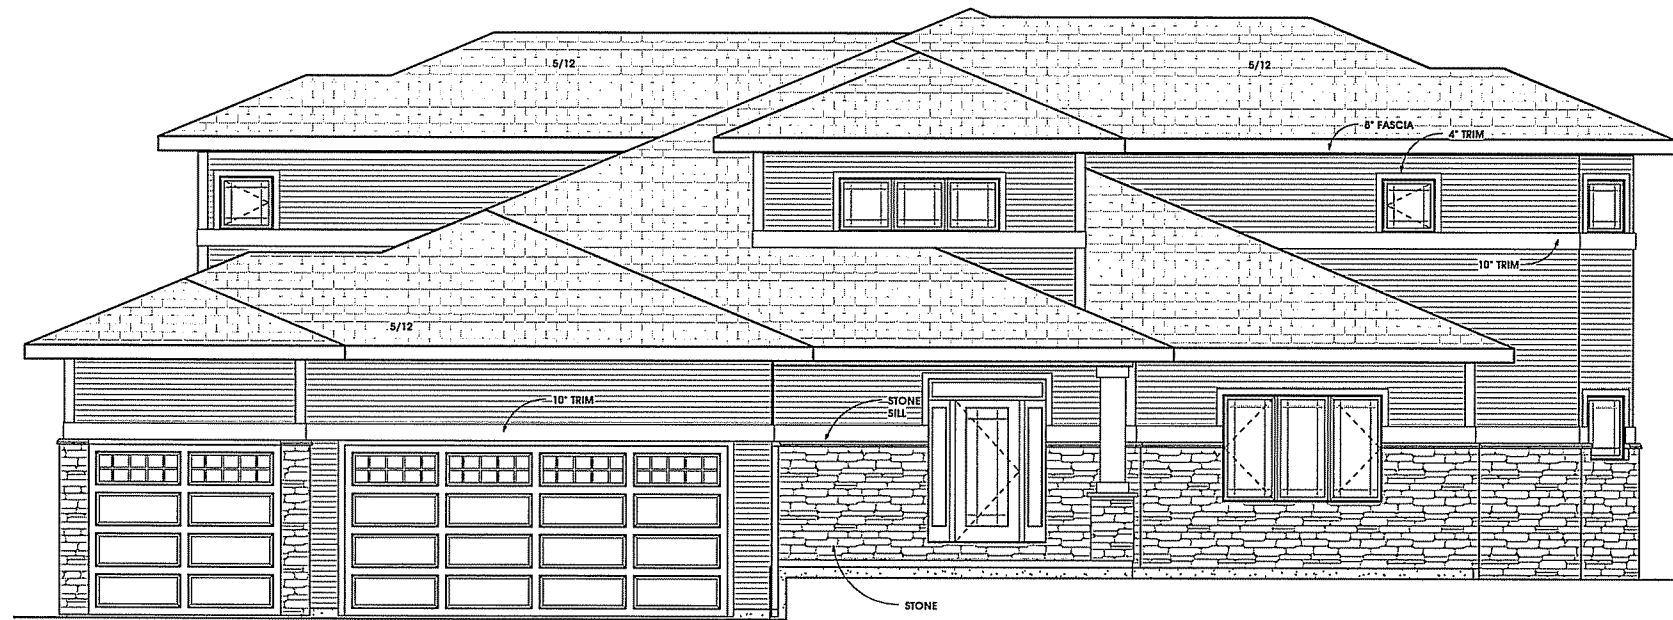 5/12
5/12
8" FASCIA
4" TRIM
10" TRIM
5/12
10" TRIM
STONE
SILL
STONE